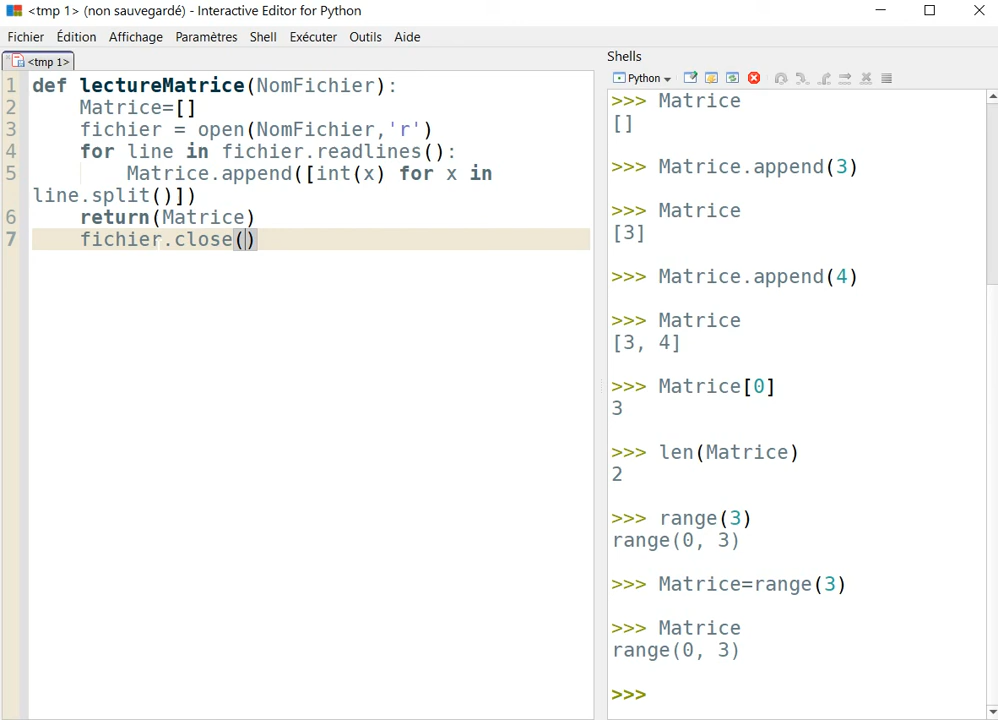 <tmp 1> (non sauvegardé) - Interactive Editor for Python
Fichier Édition Affichage Paramètres Shell Exécuter Outils Aide
<tmp 1>
1 def lectureMatrice(NomFichier):
2     Matrice=[]
3     fichier = open(NomFichier,'r')
4     for line in fichier.readlines():
5         Matrice.append([int(x) for x in
line.split()])
6     return(Matrice)
7     fichier.close()
Shells
Python
>>> Matrice
[]
>>> Matrice.append(3)
>>> Matrice
[3]
>>> Matrice.append(4)
>>> Matrice
[3, 4]
>>> Matrice[0]
3
>>> len(Matrice)
2
>>> range(3)
range(0, 3)
>>> Matrice=range(3)
>>> Matrice
range(0, 3)
>>>